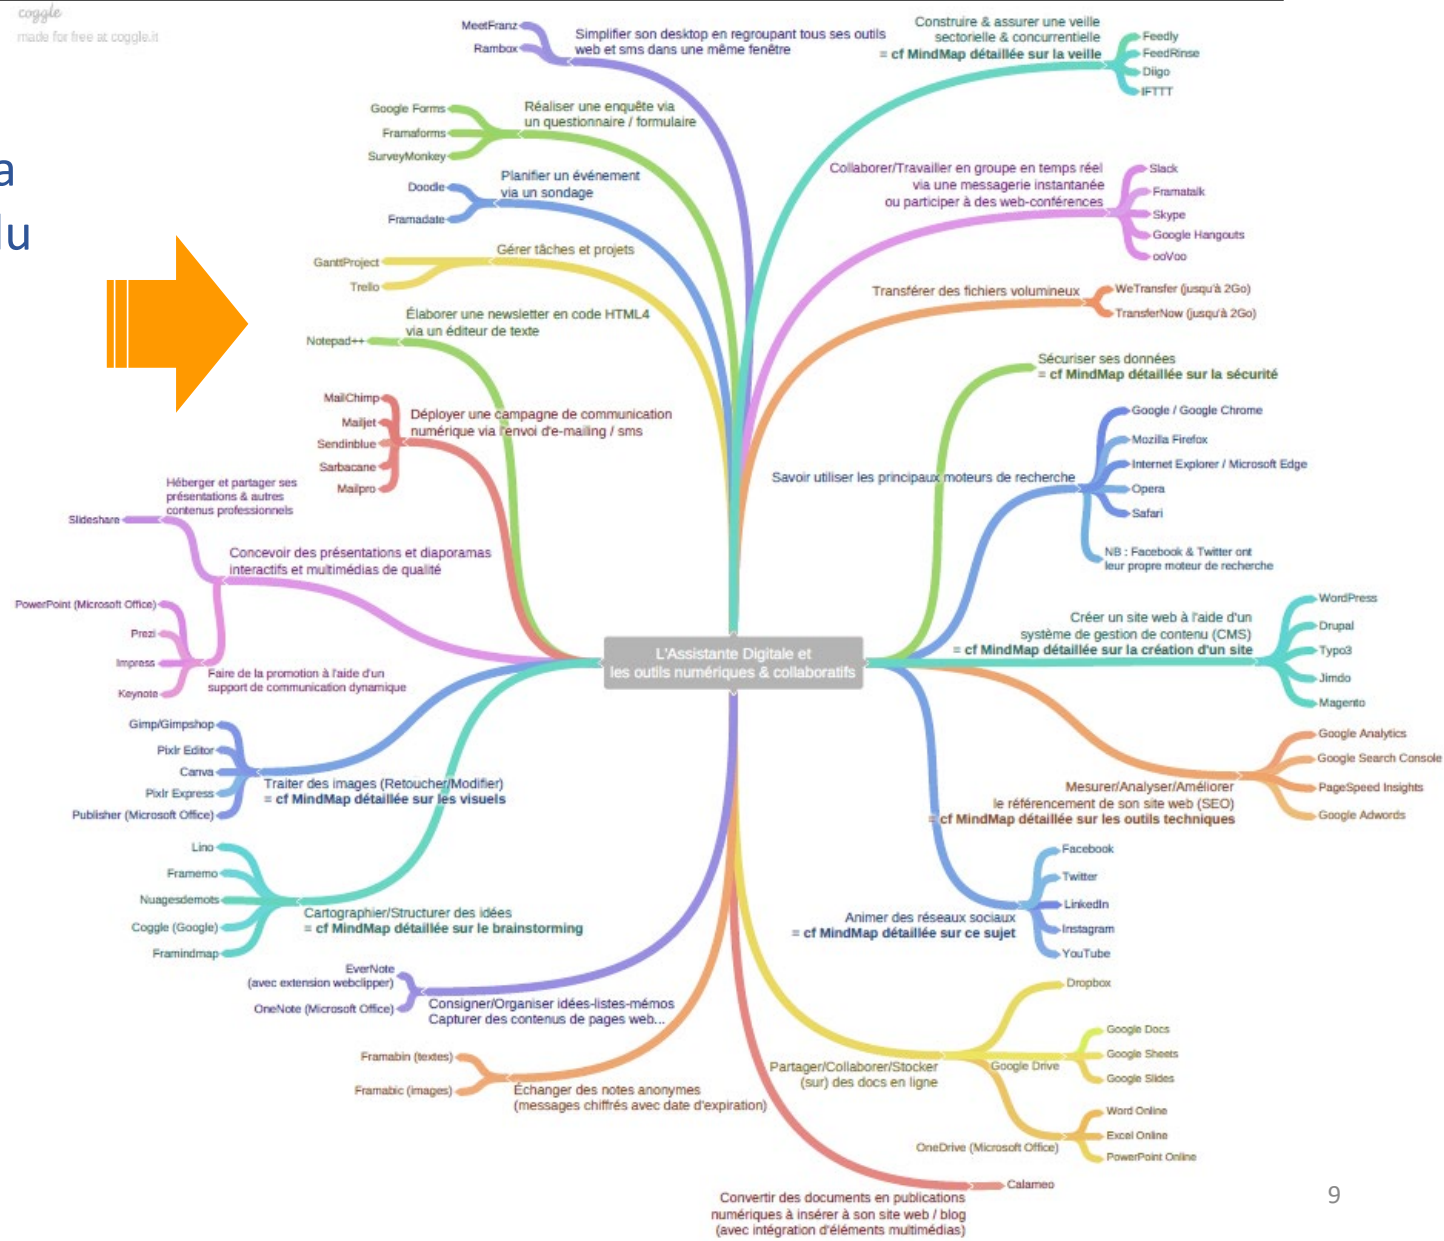 coggle
made for free at coggle.it
a
du
MeetFranz
Rambox
Simplifier son desktop en regroupant tous ses outils
web et sms dans une même fenêtre
Google Forms
Framaforms
SurveyMonkey
Réaliser une enquête via
un questionnaire / formulaire
Doodle
Framadate
Planifier un événement
via un sondage
GanttProject
Trello
Gérer tâches et projets
Notepad++
Élaborer une newsletter en code HTML4
via un éditeur de texte
MailChimp
Mailjet
Sendinblue
Sarbacane
Mailpro
Déployer une campagne de communication
numérique via l'envoi d'e-mailing / sms
Héberger et partager ses
présentations & autres
contenus professionnels
Slideshare
Concevoir des présentations et diaporamas
interactifs et multimédias de qualité
PowerPoint (Microsoft Office)
Prezi
Impress
Keynote
Faire de la promotion à l'aide d'un
support de communication dynamique
Gimp/Gimpshop
Pixlr Editor
Canva
Pixlr Express
Publisher (Microsoft Office)
Traiter des images (Retoucher/Modifier)
= cf MindMap détaillée sur les visuels
Lino
Framemo
Nuagesdemots
Coggle (Google)
Framindmap
Cartographier/Structurer des idées
= cf MindMap détaillée sur le brainstorming
EverNote
(avec extension webclipper)
OneNote (Microsoft Office)
Consigner/Organiser idées-listes-mémos
Capturer des contenus de pages web...
Framabin (textes)
Framabic (images)
Échanger des notes anonymes
(messages chiffrés avec date d'expiration)
L'Assistante Digitale et
les outils numériques & collaboratifs
Construire & assurer une veille
sectorielle & concurrentielle
= cf MindMap détaillée sur la veille
Feedly
FeedRinse
Diigo
IFTTT
Collaborer/Travailler en groupe en temps réel
via une messagerie instantanée
ou participer à des web-conférences
Slack
Framatalk
Skype
Google Hangouts
ooVoo
Transférer des fichiers volumineux
WeTransfer (jusqu'à 2Go)
TransferNow (jusqu'à 2Go)
Sécuriser ses données
= cf MindMap détaillée sur la sécurité
Savoir utiliser les principaux moteurs de recherche
Google / Google Chrome
Mozilla Firefox
Internet Explorer / Microsoft Edge
Opera
Safari
NB : Facebook & Twitter ont
leur propre moteur de recherche
Créer un site web à l'aide d'un
système de gestion de contenu (CMS)
= cf MindMap détaillée sur la création d'un site
WordPress
Drupal
Typo3
Jimdo
Magento
Mesurer/Analyser/Améliorer
le référencement de son site web (SEO)
= cf MindMap détaillée sur les outils techniques
Google Analytics
Google Search Console
PageSpeed Insights
Google Adwords
Animer des réseaux sociaux
= cf MindMap détaillée sur ce sujet
Facebook
Twitter
LinkedIn
Instagram
YouTube
Partager/Collaborer/Stocker
(sur) des docs en ligne
Dropbox
Google Drive
Google Docs
Google Sheets
Google Slides
OneDrive (Microsoft Office)
Word Online
Excel Online
PowerPoint Online
Convertir des documents en publications
numériques à insérer à son site web / blog
(avec intégration d'éléments multimédias)
Calameo
9